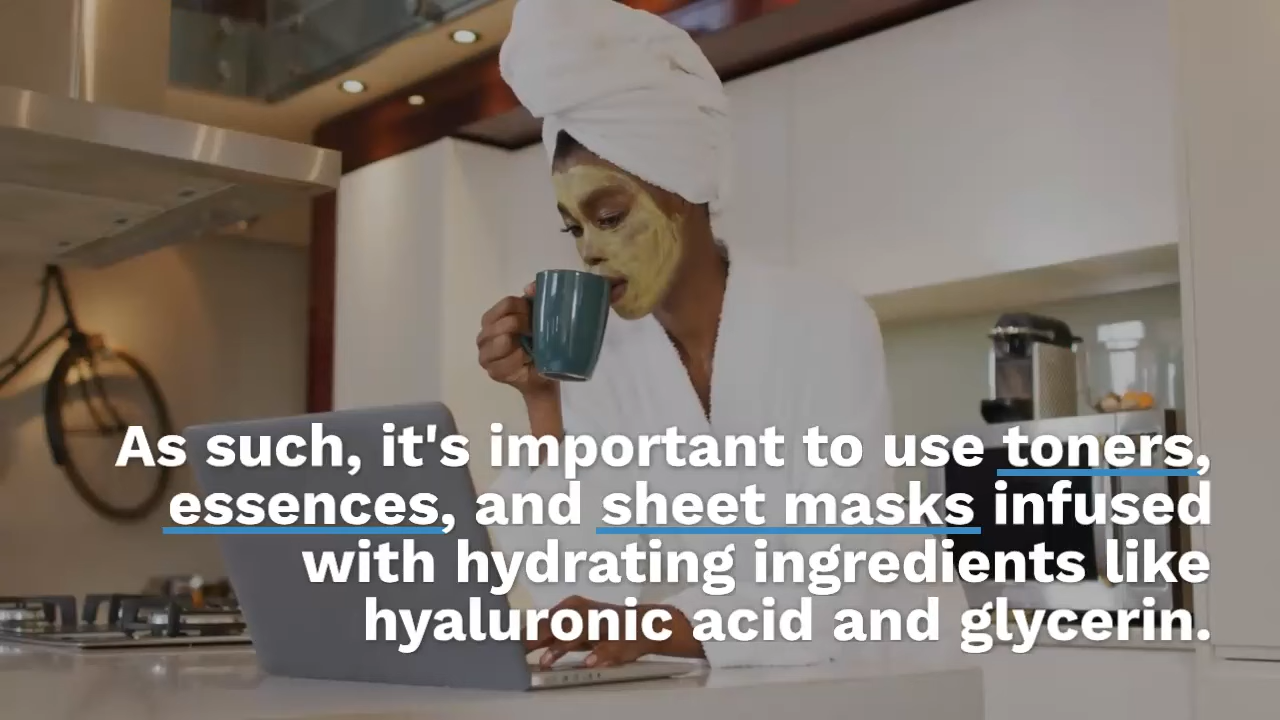 As such, it's important to use toners,
essences, and sheet masks infused
with hydrating ingredients like
hyaluronic acid and glycerin.